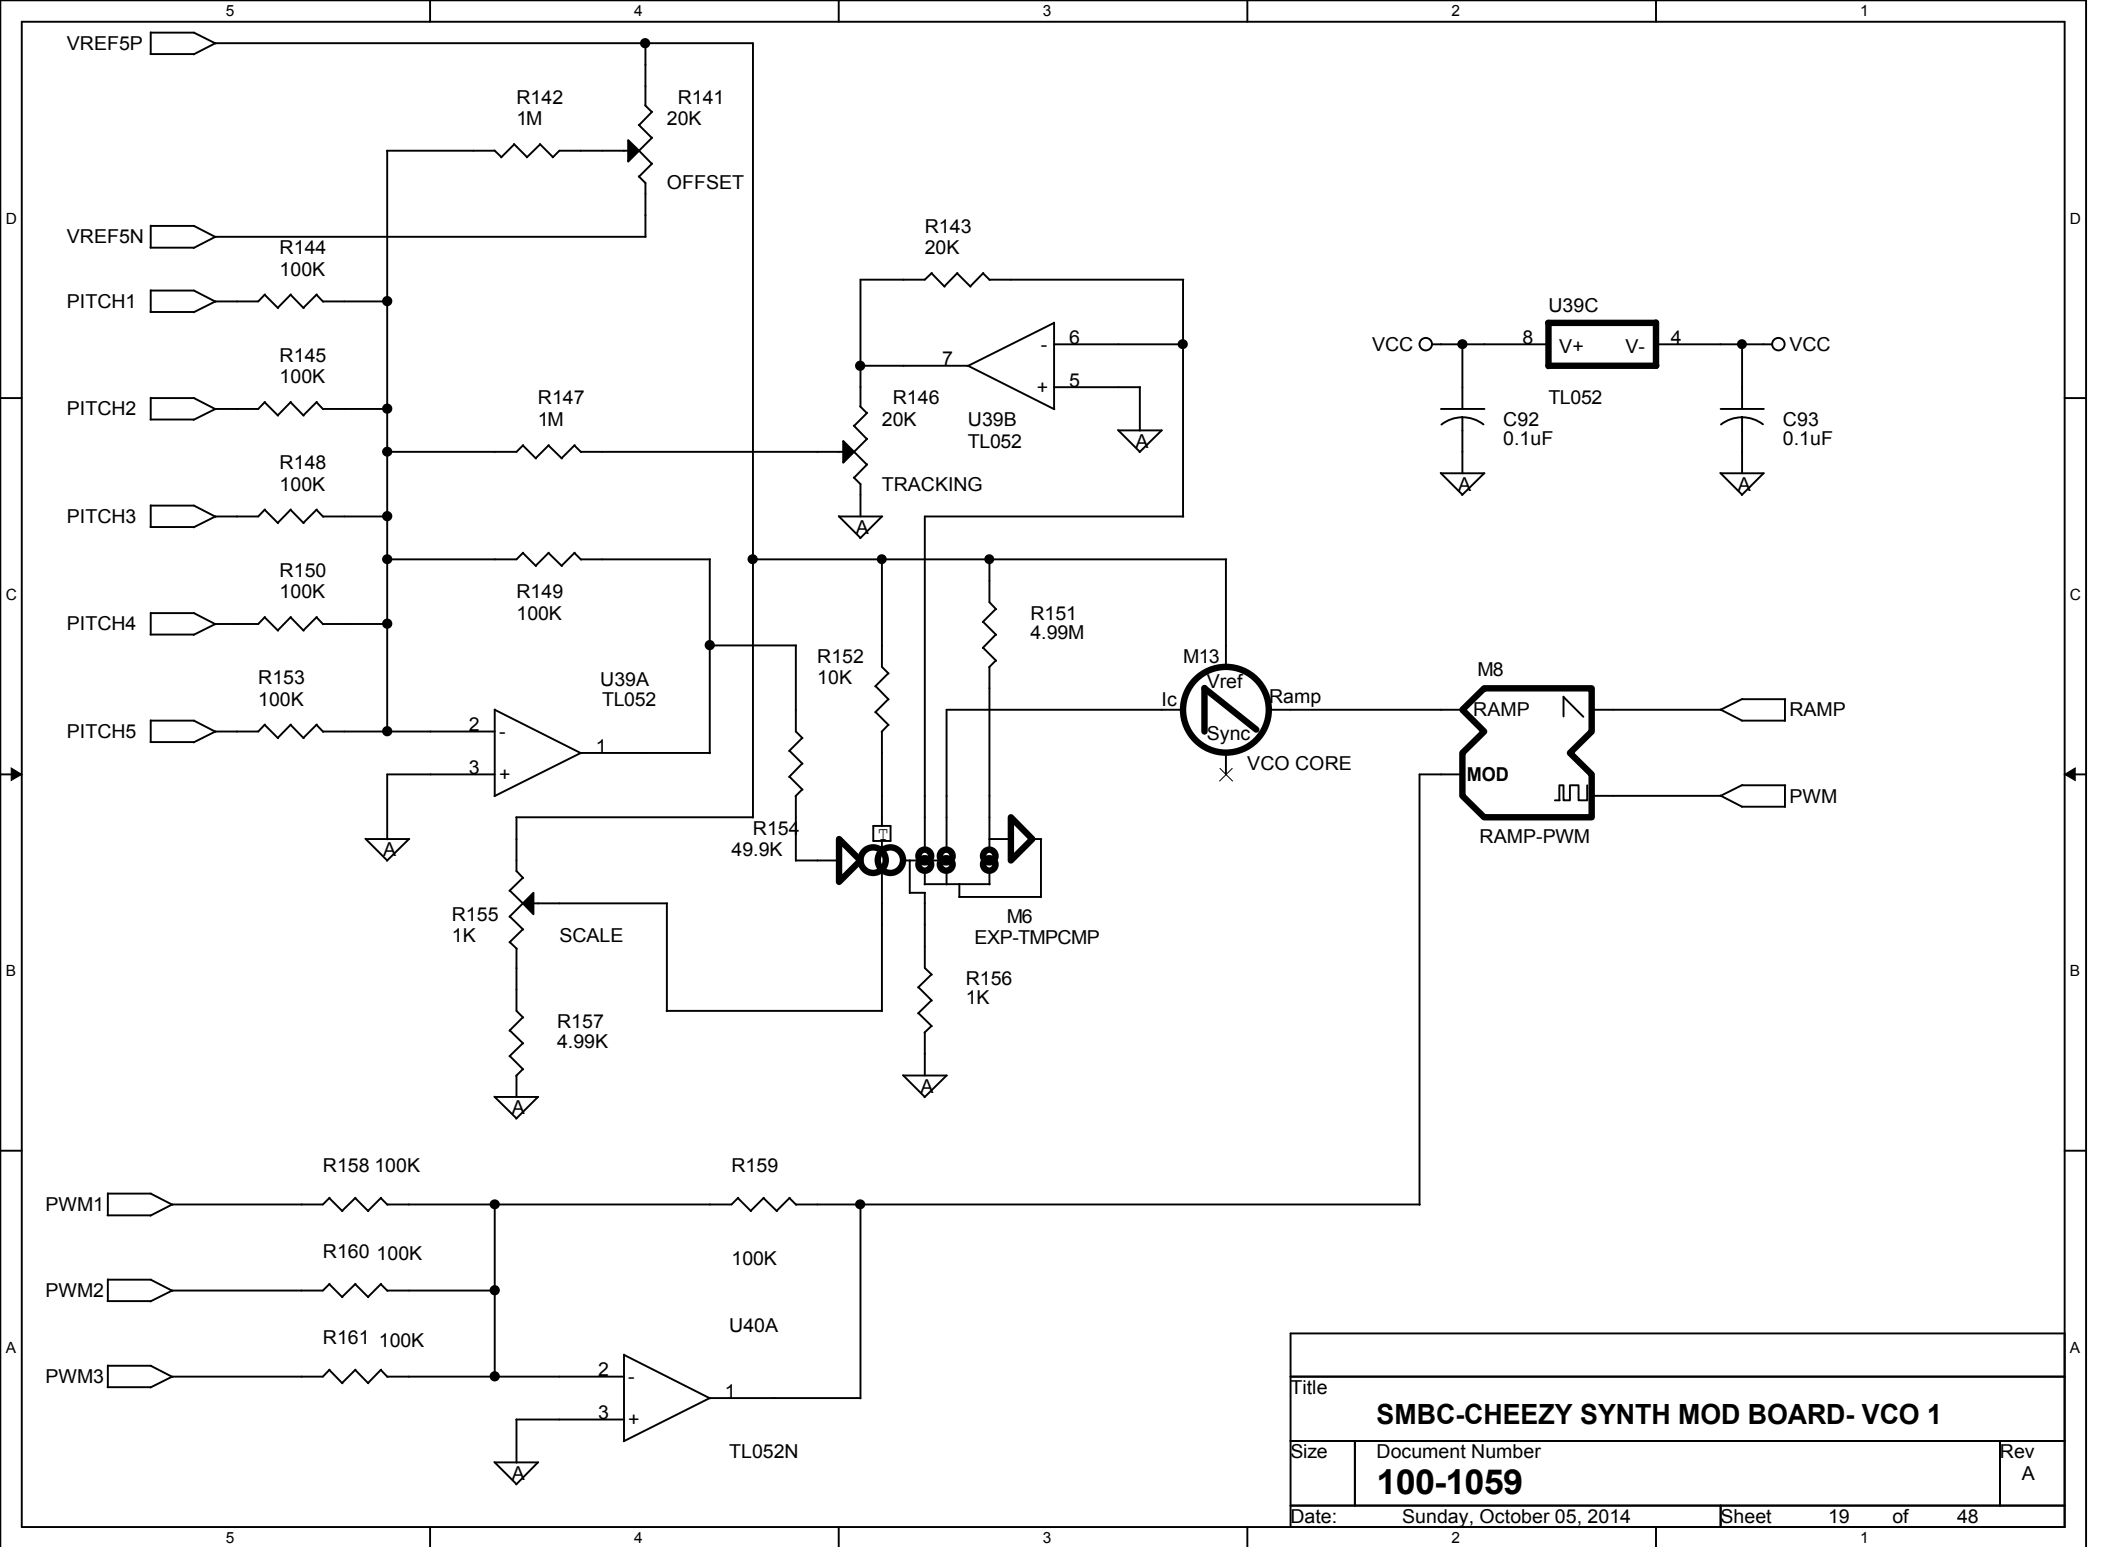 5 4 3 2 1
VREF5P
R142
1M
R141
20K
OFFSET
D
D
VREF5N
R144
100K
R143
20K
PITCH1
U39C
R145
100K
6
-
7
+
5
VCC
8
V+
V-
4
VCC
PITCH2
R147
1M
R146
20K
U39B
TL052
A
TL052
C92
0.1uF
C93
0.1uF
R148
100K
TRACKING
A
A
A
PITCH3
R150
100K
R149
100K
C
C
R151
4.99M
PITCH4
R153
100K
U39A
TL052
R152
10K
M13
Vref
Ic
Ramp
Sync
VCO CORE
M8
RAMP
MOD
RAMP-PWM
RAMP
PWM
PITCH5
2
-
3
+
1
A
R154
49.9K
T
R155
1K
SCALE
M6
EXP-TMPCMP
B
B
R156
1K
R157
4.99K
A
A
R158 100K
R159
PWM1
R160 100K
100K
PWM2
U40A
R161 100K
A
A
PWM3
2
-
3
+
1
TL052N
A
Title
SMBC-CHEEZY SYNTH MOD BOARD- VCO 1
Size
Document Number
Rev
100-1059
A
Date: Sunday, October 05, 2014 Sheet 19 of 48
5 4 3 2 1